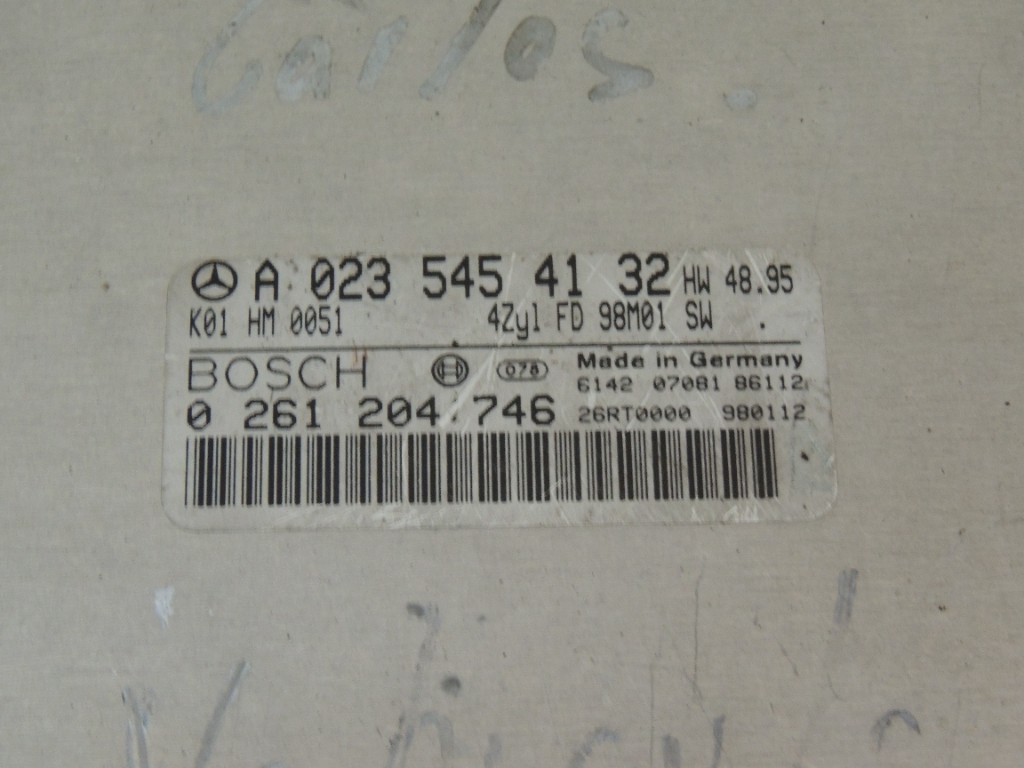 Carlos.
A 023 545 41 32 HW 48.95
K01 HM 0051 4Zyl FD 98M01 SW .
BOSCH 078 Made in Germany
6142 07081 86112
0 261 204 746 26RT0000 980112